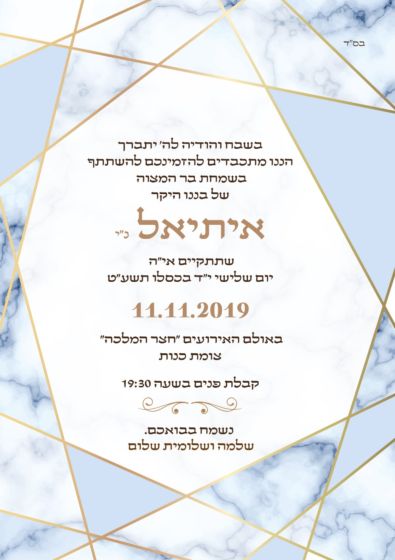 בס"ד
בשבח והודיה לה' יתברך
הננו מתכבדים להזמינכם להשתתף
בשמחת בר המצוה
של בננו היקר
איתיאל נ"י
שתתקיים אי"ה
יום שלישי י"ד בכסלו תשע"ט
11.11.2019
באולם האירועים "חצר המלכה"
צומת כנות
קבלת פנים בשעה 19:30
נשמח בבואכם.
שלמה ושלומית שלום